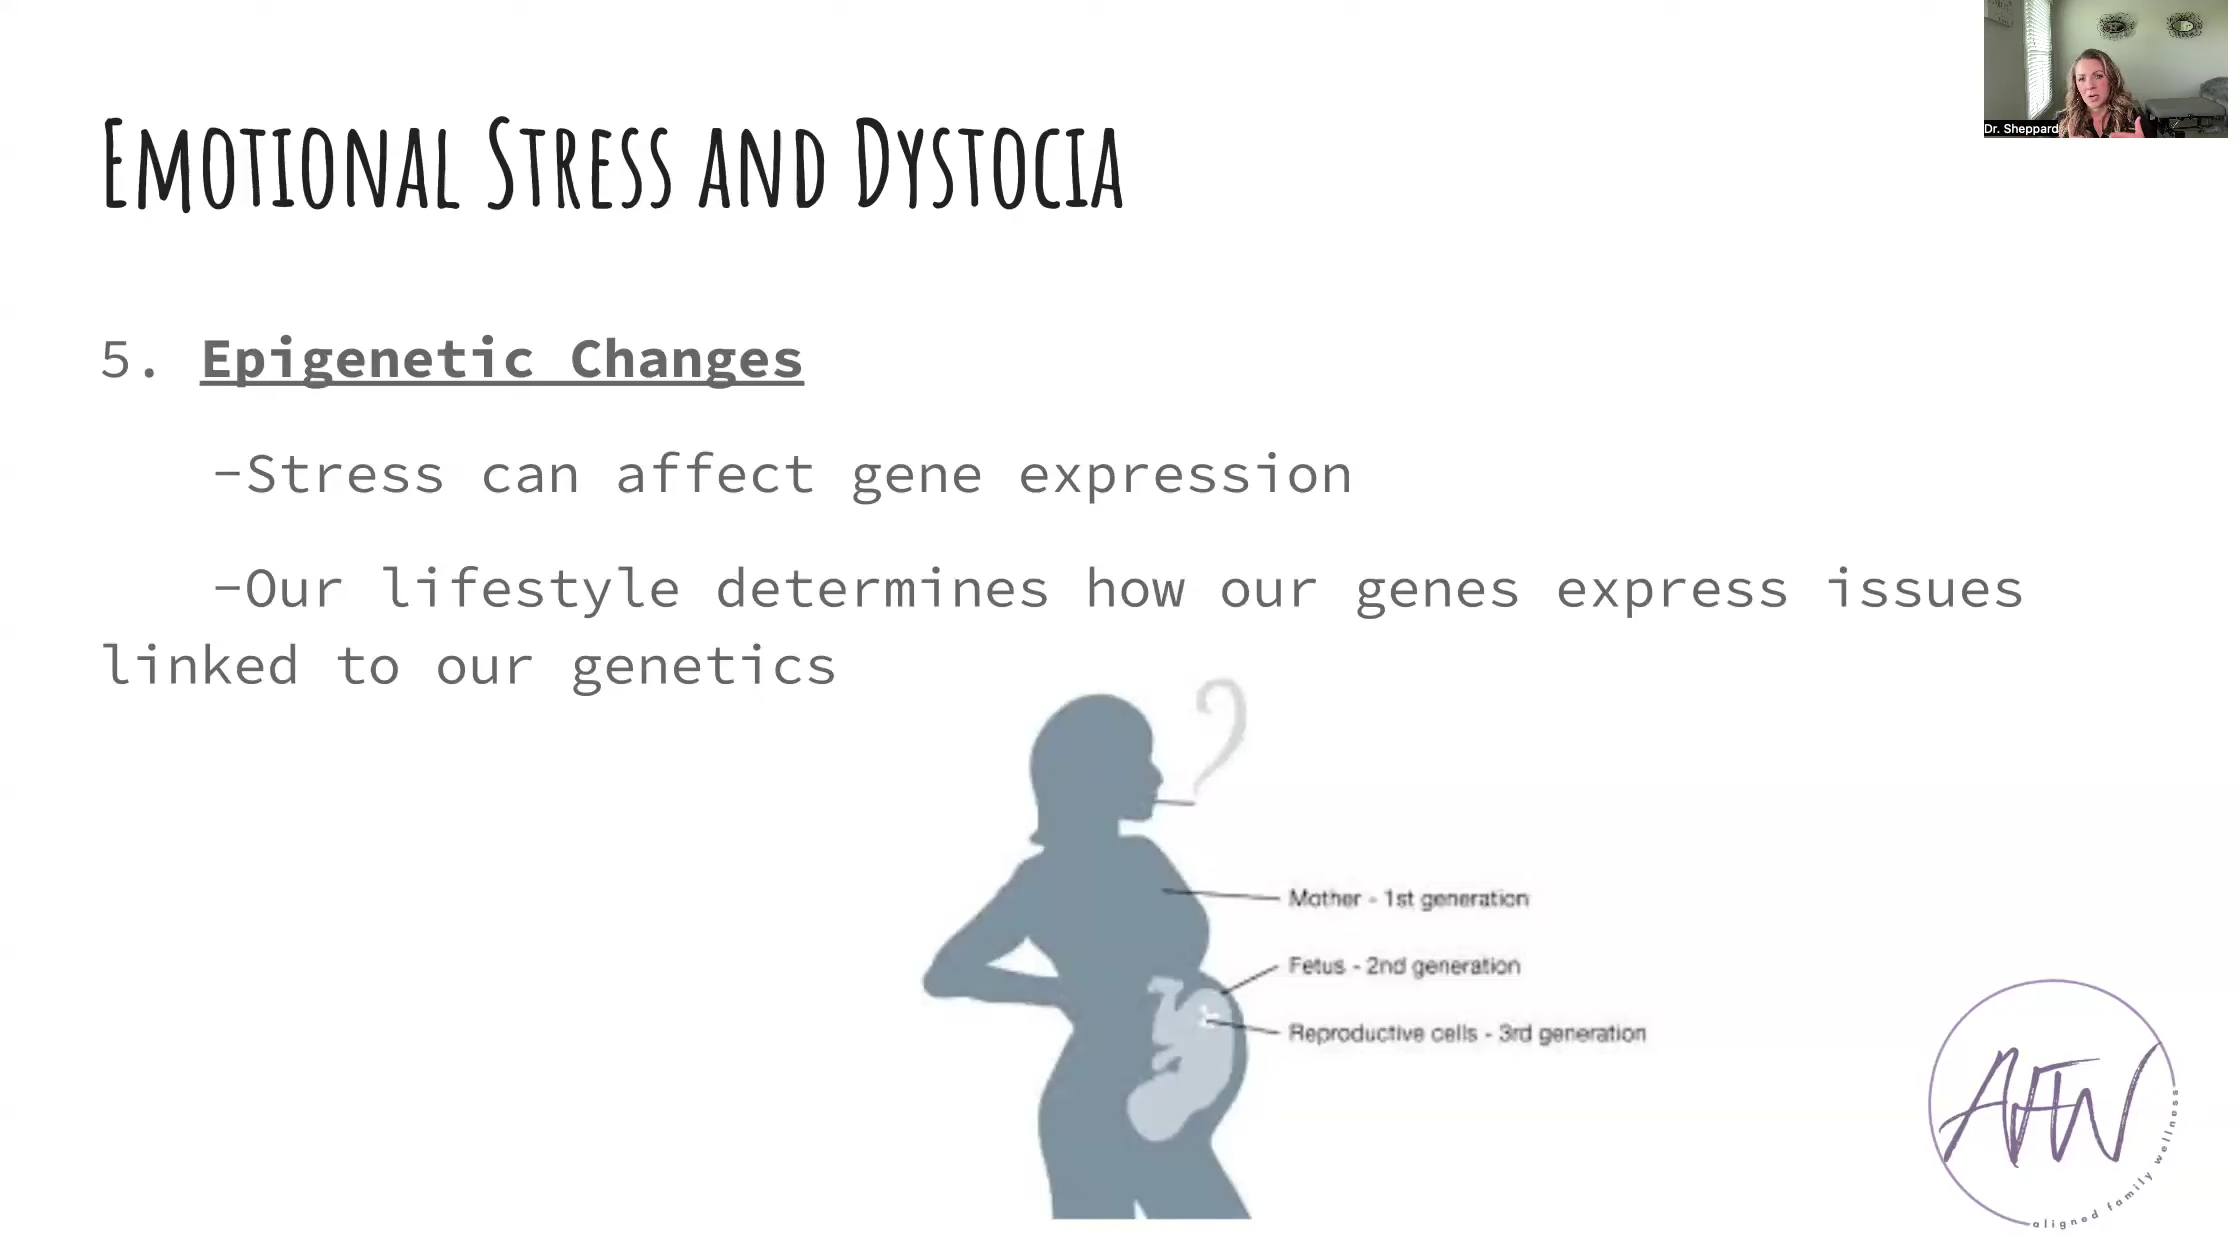 Dr. Sheppard
Emotional Stress and Dystocia
5. Epigenetic Changes
-Stress can affect gene expression
-Our lifestyle determines how our genes express issues
linked to our genetics
Mother - 1st generation
Fetus - 2nd generation
Reproductive cells - 3rd generation
AFW
aligned family wellness